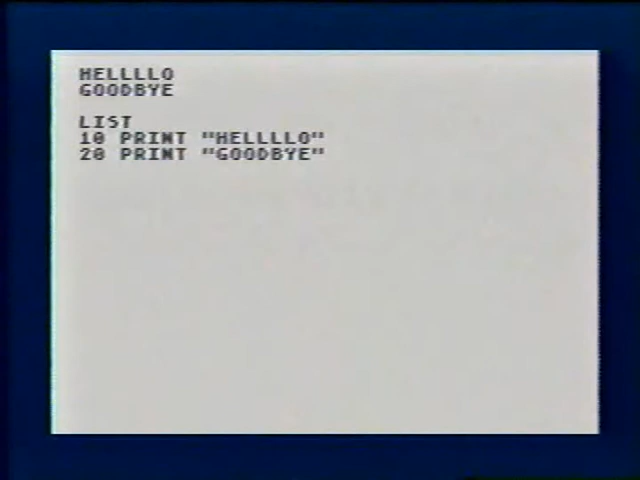 HELLLLO
GOODBYE
LIST
10 PRINT "HELLLLO"
20 PRINT "GOODBYE"